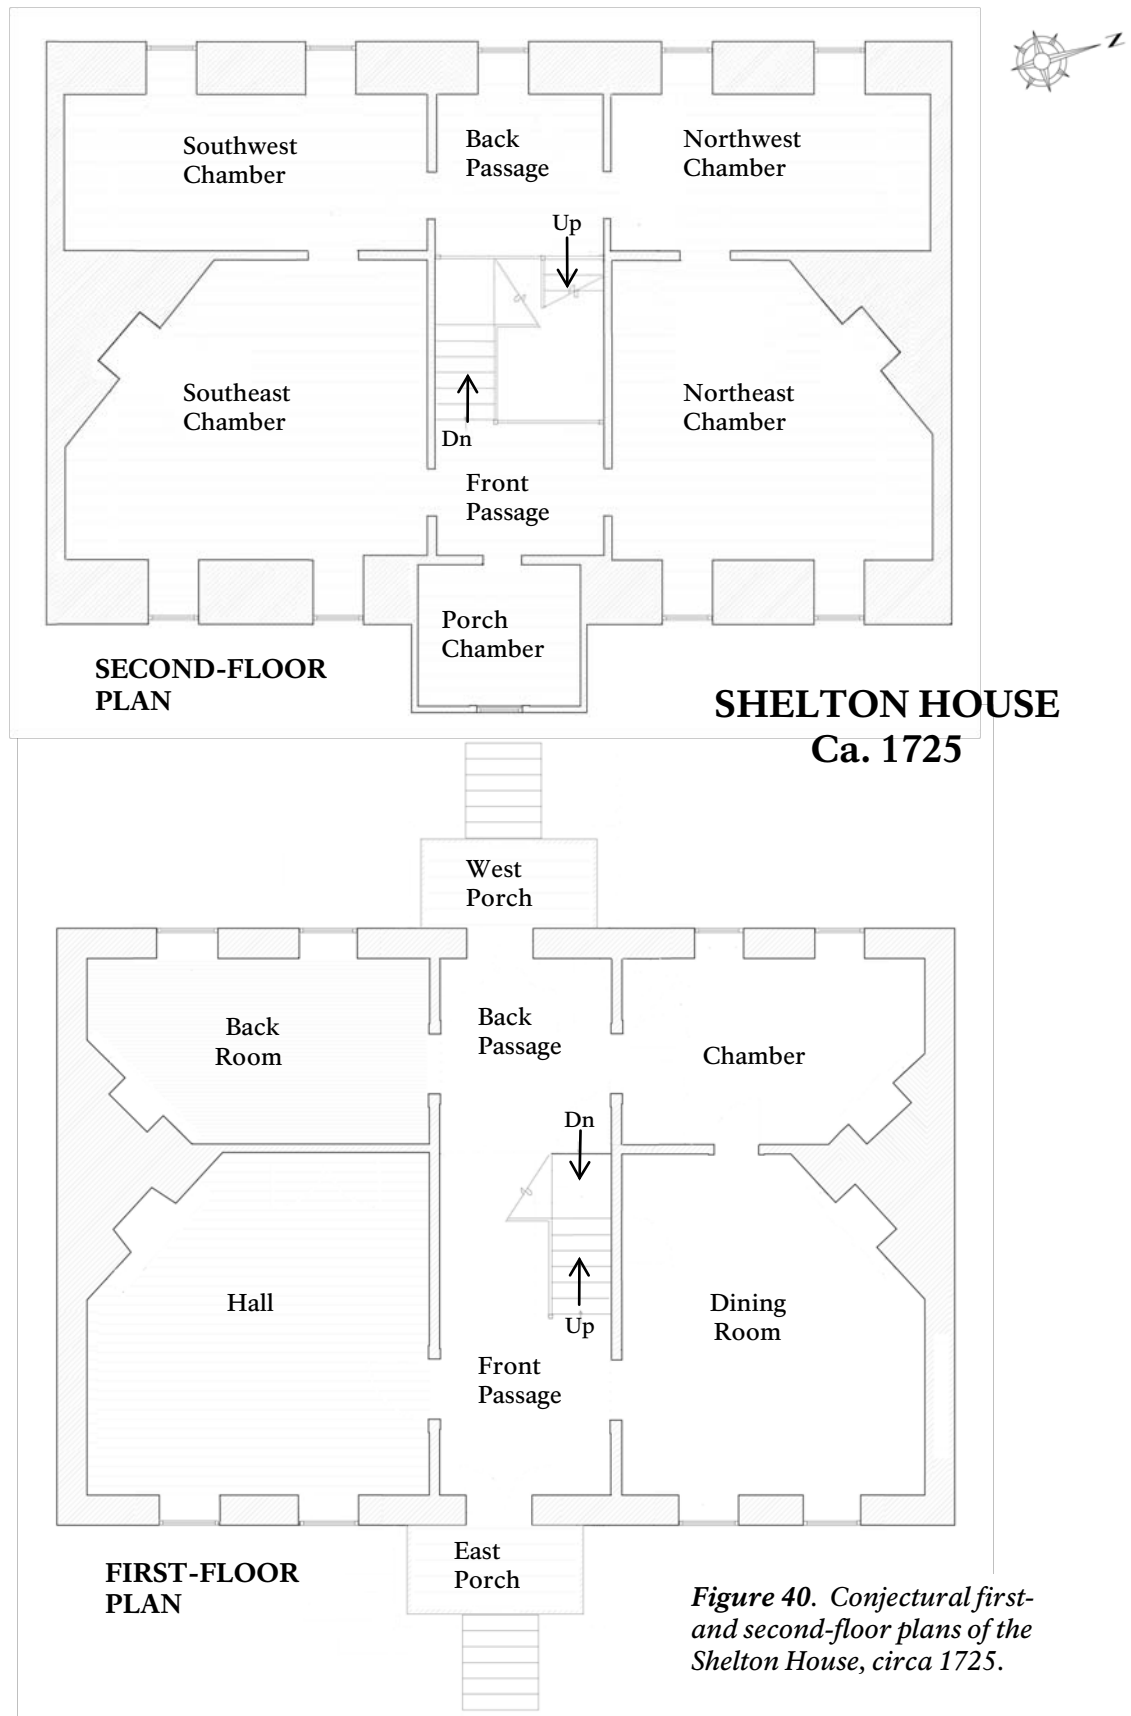 N
Southwest
Chamber
Back
Passage
Northwest
Chamber
Up
Southeast
Chamber
Northeast
Chamber
Dn
Front
Passage
Porch
Chamber
SECOND-FLOOR
PLAN
SHELTON HOUSE
Ca. 1725
West
Porch
Back
Room
Back
Passage
Chamber
Dn
Hall
Dining
Room
Up
Front
Passage
East
Porch
FIRST-FLOOR
PLAN
Figure 40. Conjectural first-
and second-floor plans of the
Shelton House, circa 1725.